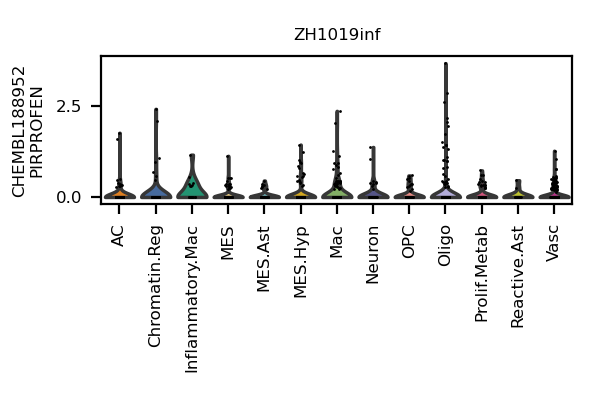 ZH1019inf
CHEMBL188952
PIRPROFEN
2.5
0.0
AC
Chromatin.Reg
Inflammatory.Mac
MES
MES.Ast
MES.Hyp
Mac
Neuron
OPC
Oligo
Prolif.Metab
Reactive.Ast
Vasc